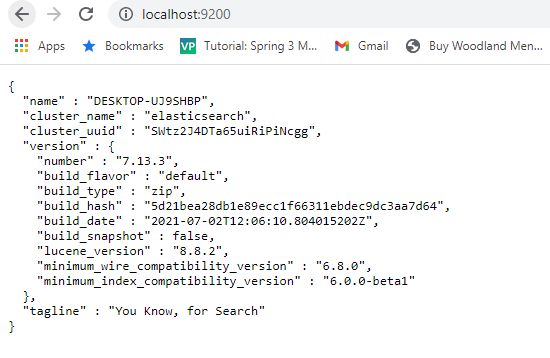 localhost:9200
Apps Bookmarks VP Tutorial: Spring 3 M... Gmail Buy Woodland Men...
{
  "name" : "DESKTOP-UJ9SHBP",
  "cluster_name" : "elasticsearch",
  "cluster_uuid" : "SWtz2J4DTa65uiRiPiNcgg",
  "version" : {
    "number" : "7.13.3",
    "build_flavor" : "default",
    "build_type" : "zip",
    "build_hash" : "5d21bea28db1e89ecc1f66311ebdec9dc3aa7d64",
    "build_date" : "2021-07-02T12:06:10.804015202Z",
    "build_snapshot" : false,
    "lucene_version" : "8.8.2",
    "minimum_wire_compatibility_version" : "6.8.0",
    "minimum_index_compatibility_version" : "6.0.0-beta1"
  },
  "tagline" : "You Know, for Search"
}